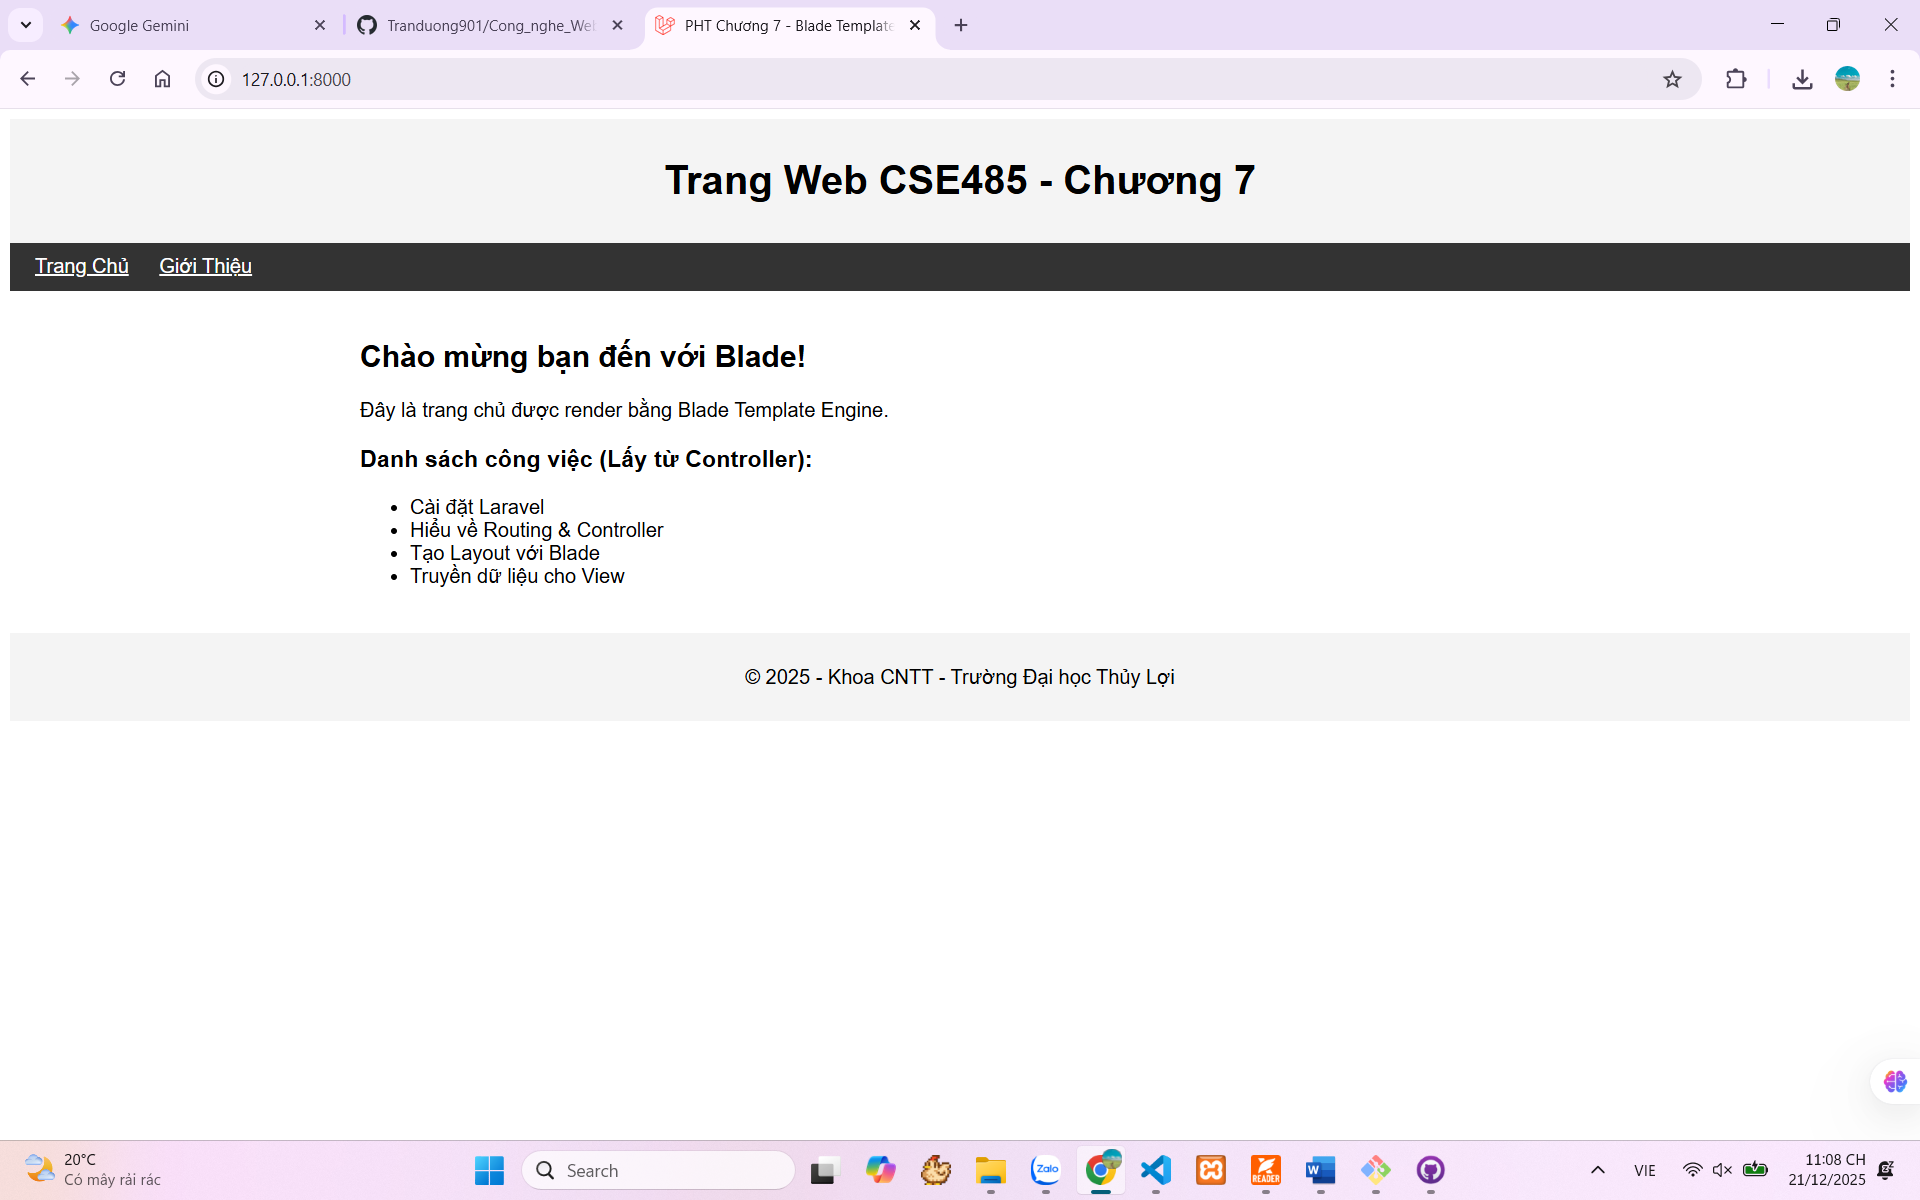 Google Gemini
Tranduong901/Cong_nghe_Web
PHT Chương 7 - Blade Template
127.0.0.1:8000
Trang Web CSE485 - Chương 7
Trang Chủ Giới Thiệu
Chào mừng bạn đến với Blade!
Đây là trang chủ được render bằng Blade Template Engine.
Danh sách công việc (Lấy từ Controller):
• Cài đặt Laravel
• Hiểu về Routing & Controller
• Tạo Layout với Blade
• Truyền dữ liệu cho View
© 2025 - Khoa CNTT - Trường Đại học Thủy Lợi
20°C
Có mây rải rác
Search
Zalo
READER
W
VIE
11:08 CH
21/12/2025